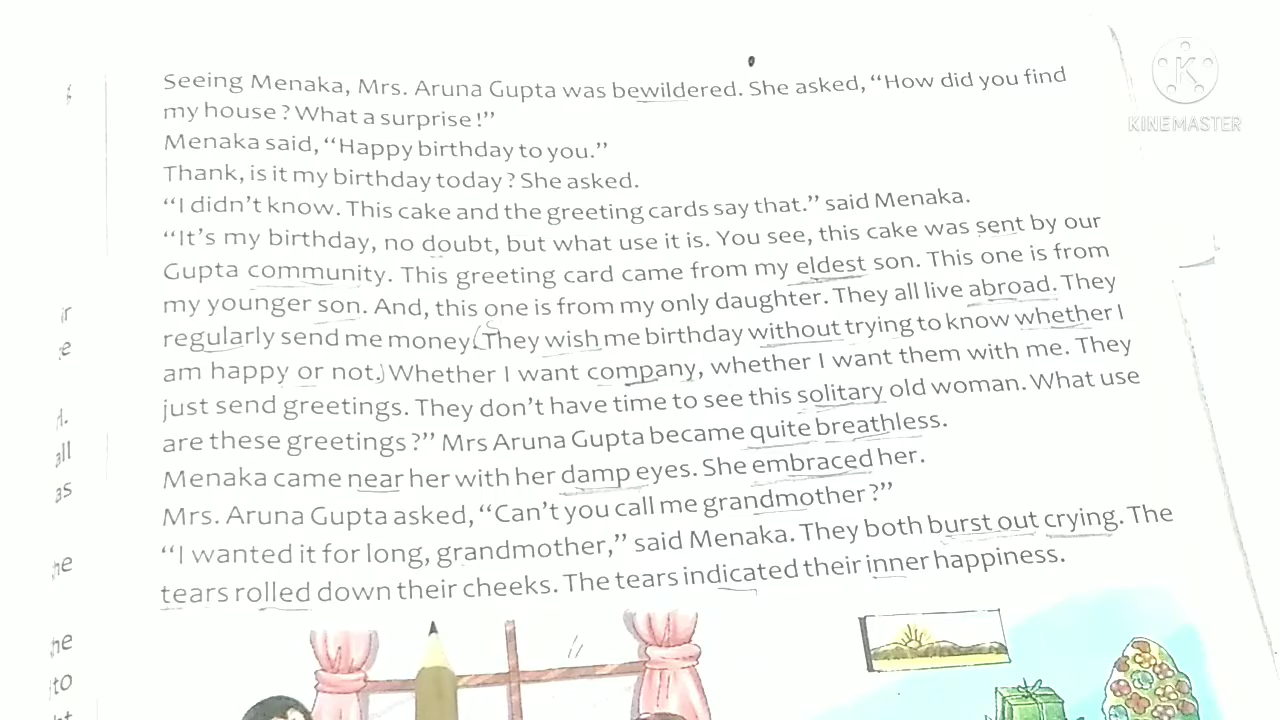 Seeing Menaka, Mrs. Aruna Gupta was bewildered. She asked, “How did you find
my house? What a surprise!”
Menaka said, “Happy birthday to you.”
Thank, is it my birthday today? She asked.
“I didn’t know. This cake and the greeting cards say that.” said Menaka.
“It’s my birthday, no doubt, but what use it is. You see, this cake was sent by our
Gupta community. This greeting card came from my eldest son. This one is from
my younger son. And, this one is from my only daughter. They all live abroad. They
regularly send me money. (They wish me birthday without trying to know whether I
am happy or not.) Whether I want company, whether I want them with me. They
just send greetings. They don’t have time to see this solitary old woman. What use
are these greetings?” Mrs Aruna Gupta became quite breathless.
Menaka came near her with her damp eyes. She embraced her.
Mrs. Aruna Gupta asked, “Can’t you call me grandmother?”
“I wanted it for long, grandmother,” said Menaka. They both burst out crying. The
tears rolled down their cheeks. The tears indicated their inner happiness.
KINEMASTER
ir
e
d.
all
as
he
he
to